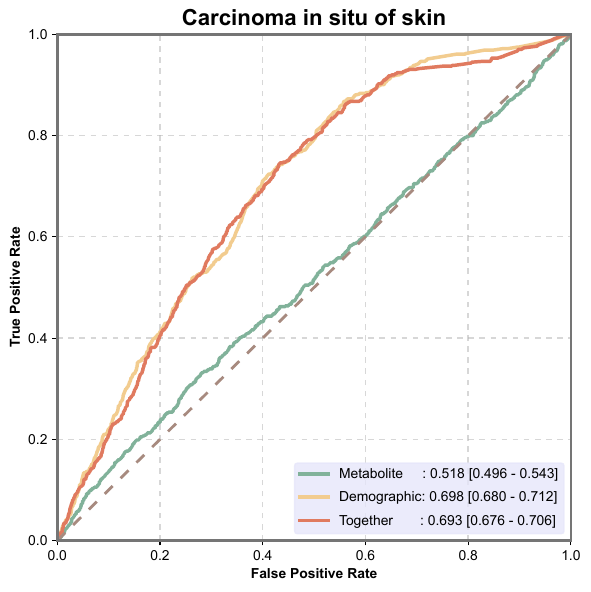 Carcinoma in situ of skin
True Positive Rate
1.0
0.8
0.6
0.4
0.2
0.0
Metabolite : 0.518 [0.496 - 0.543]
Demographic: 0.698 [0.680 - 0.712]
Together : 0.693 [0.676 - 0.706]
0.0 0.2 0.4 0.6 0.8 1.0
False Positive Rate